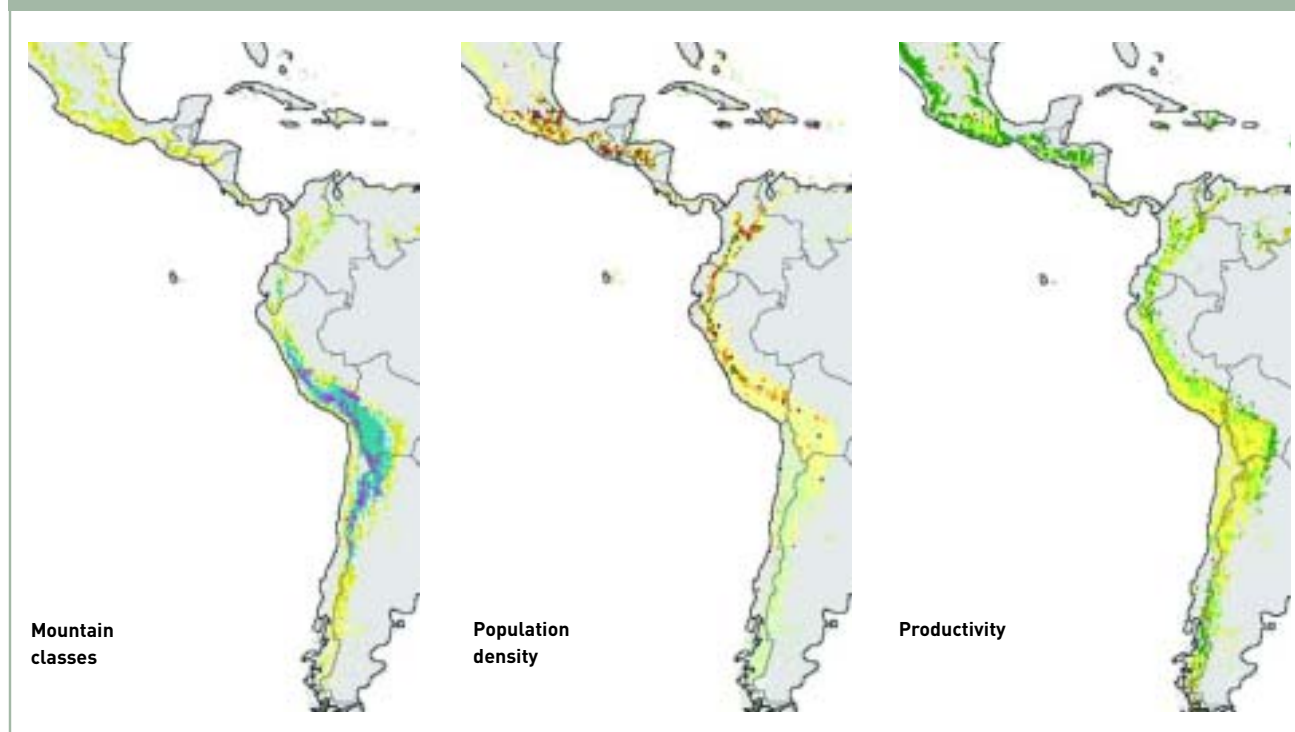 Mountain
classes
Population
density
Productivity